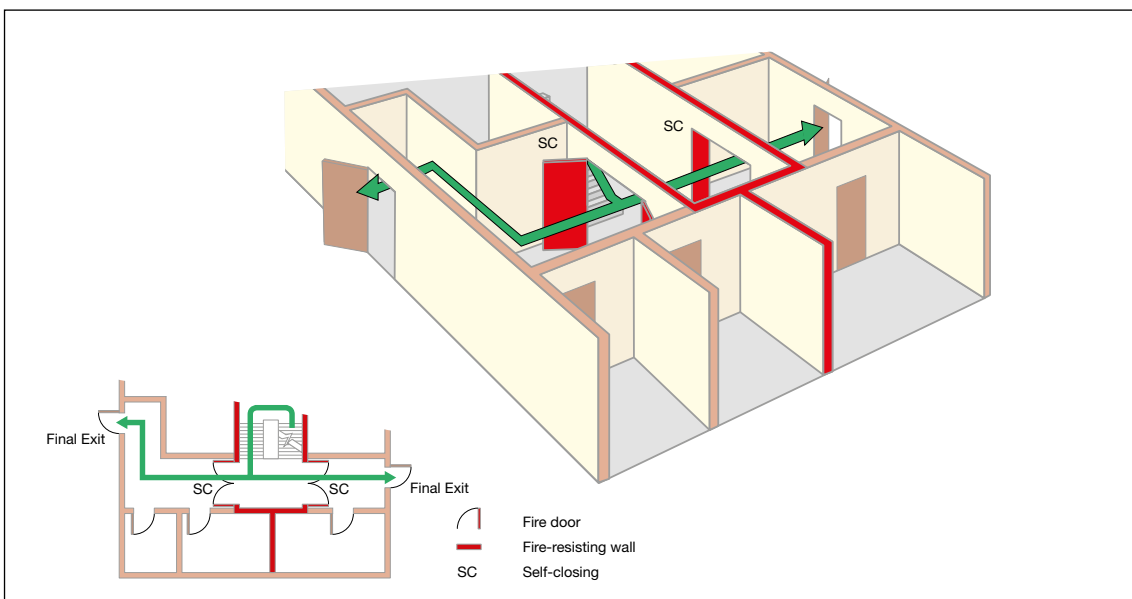 SC
SC
Final Exit
SC
SC
Final Exit
Fire door
Fire-resisting wall
SC Self-closing